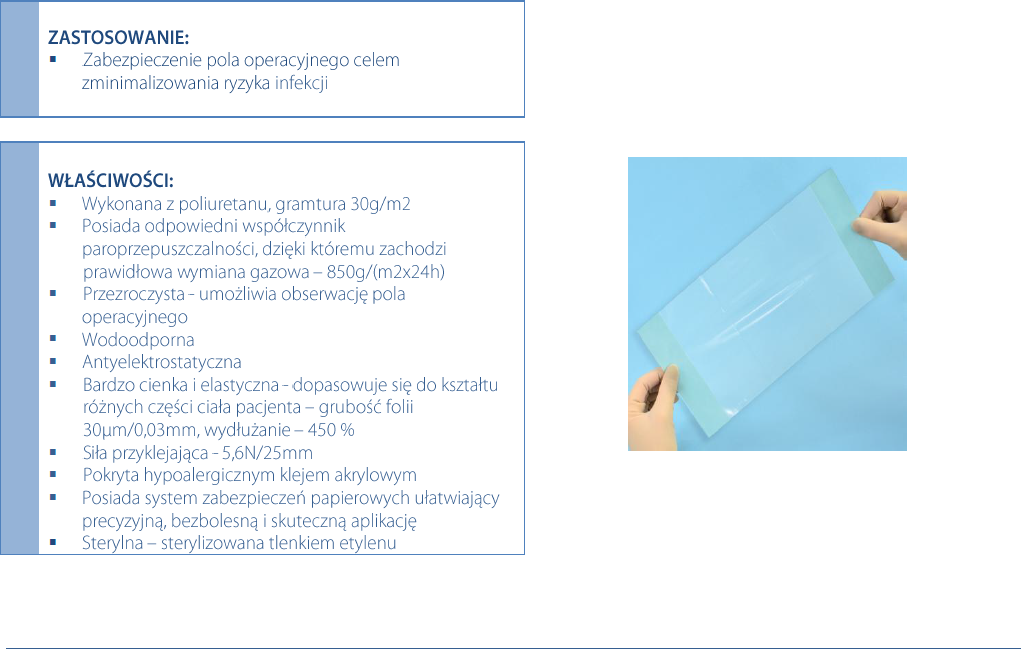 ZASTOSOWANIE:
▪ Zabezpieczenie pola operacyjnego celem
zminimalizowania ryzyka infekcji
WŁAŚCIWOŚCI:
▪ Wykonana z poliuretanu, gramtura 30g/m2
▪ Posiada odpowiedni współczynnik
paroprzepuszczalności, dzięki któremu zachodzi
prawidłowa wymiana gazowa – 850g/(m2x24h)
▪ Przezroczysta - umożliwia obserwację pola
operacyjnego
▪ Wodoodporna
▪ Antyelektrostatyczna
▪ Bardzo cienka i elastyczna - dopasowuje się do kształtu
różnych części ciała pacjenta – grubość folii
30µm/0,03mm, wydłużanie – 450 %
▪ Siła przyklejająca - 5,6N/25mm
▪ Pokryta hypoalergicznym klejem akrylowym
▪ Posiada system zabezpieczeń papierowych ułatwiający
precyzyjną, bezbolesną i skuteczną aplikację
▪ Sterylna – sterylizowana tlenkiem etylenu